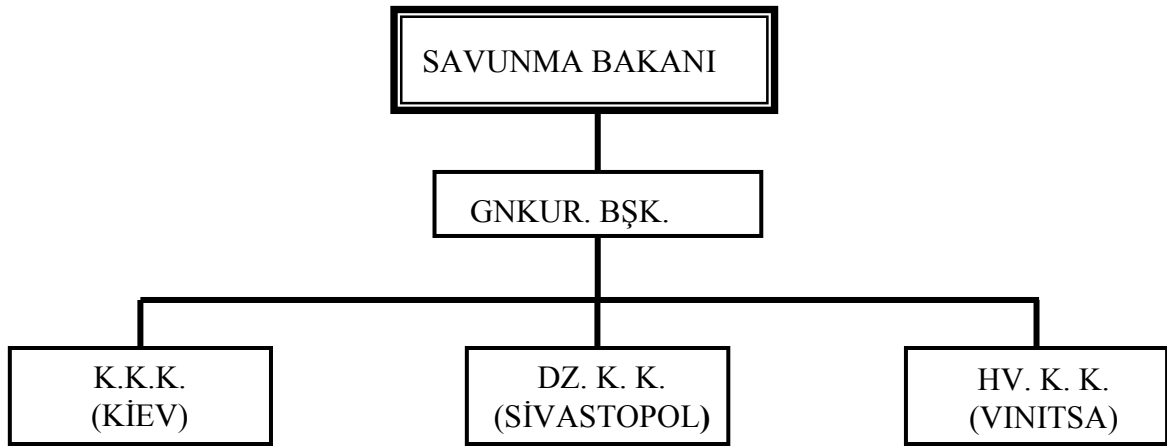 SAVUNMA BAKANI
GNKUR. BŞK.
K.K.K.
(KİEV)
DZ. K. K.
(SİVASTOPOL)
HV. K. K.
(VINITSA)